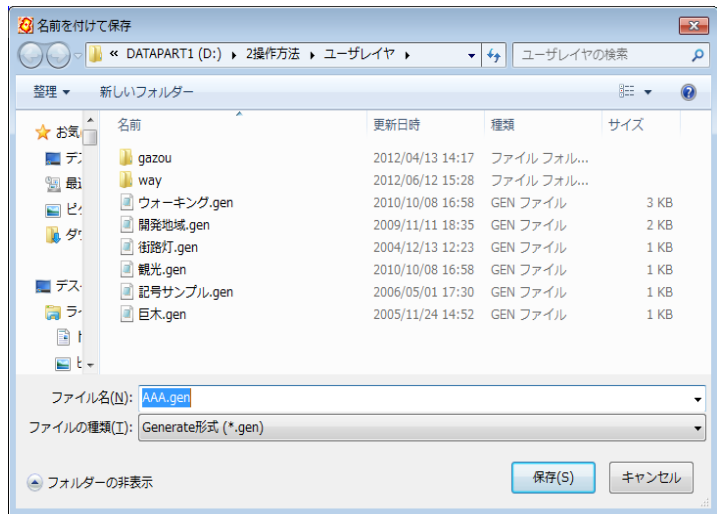 名前を付けて保存
« DATAPART1 (D:) ▸ 2操作方法 ▸ ユーザレイヤ ▸
ユーザレイヤの検索
整理 ▼ 新しいフォルダー
お気
デス
最近
ピク
ダウ
デス
ライ
名前 更新日時 種類 サイズ
gazou 2012/04/13 14:17 ファイル フォル...
way 2012/06/12 15:28 ファイル フォル...
ウォーキング.gen 2010/10/08 16:58 GEN ファイル 3 KB
開発地域.gen 2009/11/11 18:35 GEN ファイル 2 KB
街路灯.gen 2004/12/13 12:23 GEN ファイル 1 KB
観光.gen 2010/10/08 16:58 GEN ファイル 1 KB
記号サンプル.gen 2006/05/01 17:30 GEN ファイル 1 KB
巨木.gen 2005/11/24 14:52 GEN ファイル 1 KB
ファイル名(N): AAA.gen
ファイルの種類(T): Generate形式 (*.gen)
フォルダーの非表示
保存(S) キャンセル